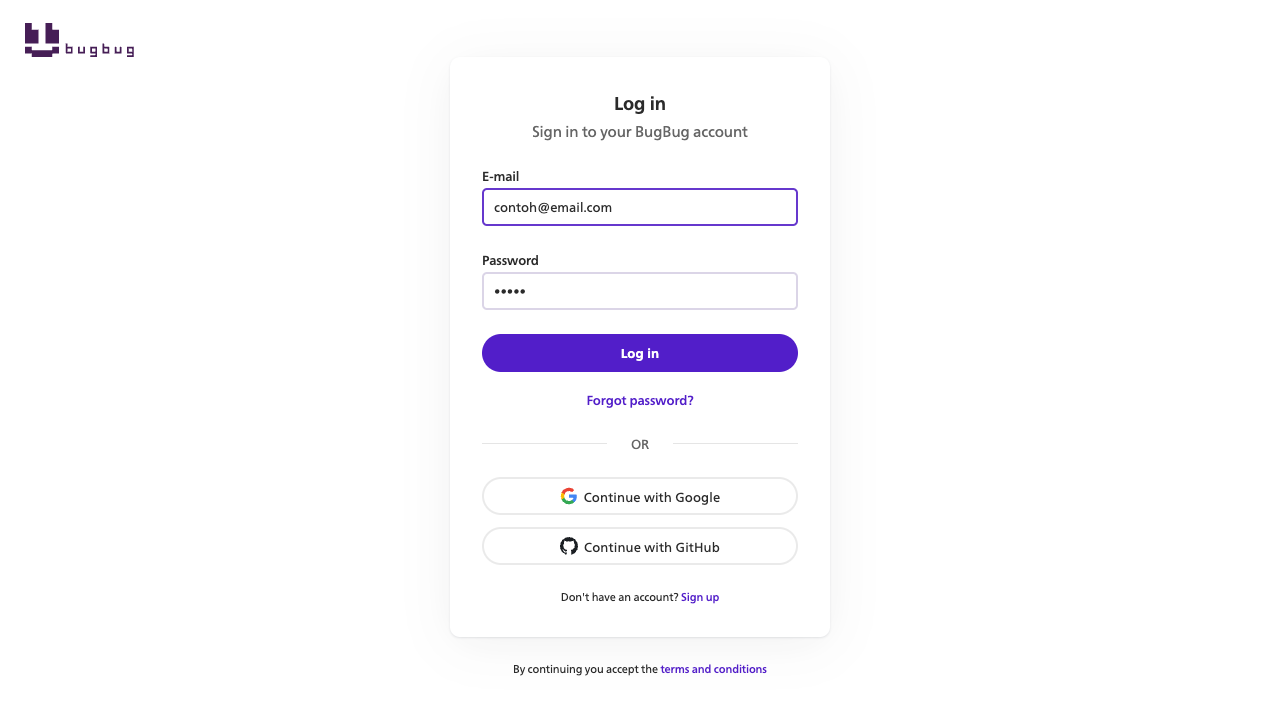 bugbug
Log in
Sign in to your BugBug account
E-mail
contoh@email.com
Password
•••••
Log in
Forgot password?
OR
Continue with Google
Continue with GitHub
Don't have an account? Sign up
By continuing you accept the terms and conditions